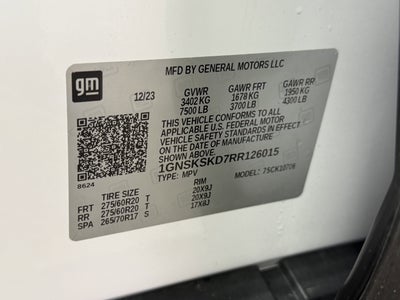 gm
MFD BY GENERAL MOTORS LLC
12/23 GVWR GAWR FRT GAWR RR
3402 KG 1678 KG 1950 KG
7500 LB 3700 LB 4300 LB
THIS VEHICLE CONFORMS TO ALL
APPLICABLE U.S. FEDERAL MOTOR
VEHICLE SAFETY STANDARDS IN EFFECT
ON THE DATE OF MANUFACTURE
SHOWN ABOVE.
1GNSKSKD7RR126015
8624 TYPE: MPV MODEL: 7SCK10706
TIRE SIZE RIM
FRT 275/60R20 T 20X9J
RR 275/60R20 T 20X9J
SPA 265/70R17 S 17X8J